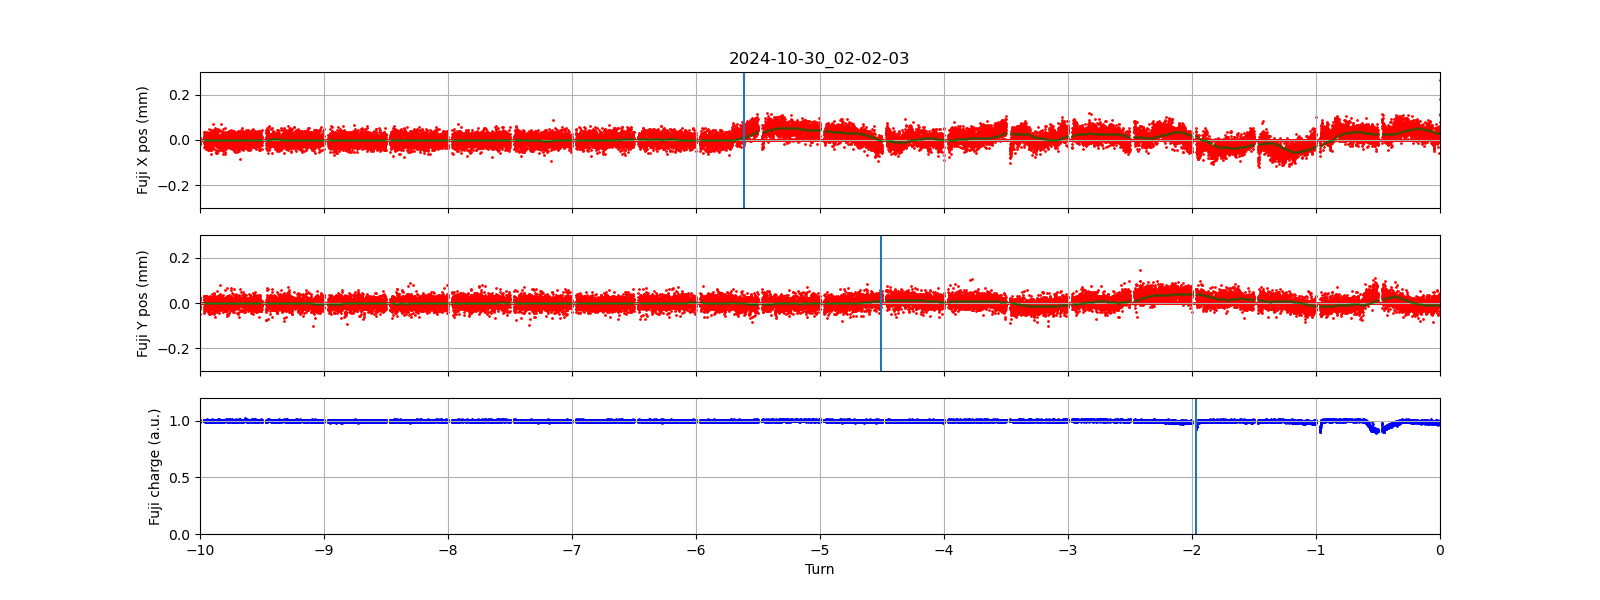 2024-10-30_02-02-03
Fuji X pos (mm)
0.2
0.0
−0.2
Fuji Y pos (mm)
0.2
0.0
−0.2
Fuji charge (a.u.)
1.0
0.5
0.0
−10 −9 −8 −7 −6 −5 −4 −3 −2 −1 0
Turn